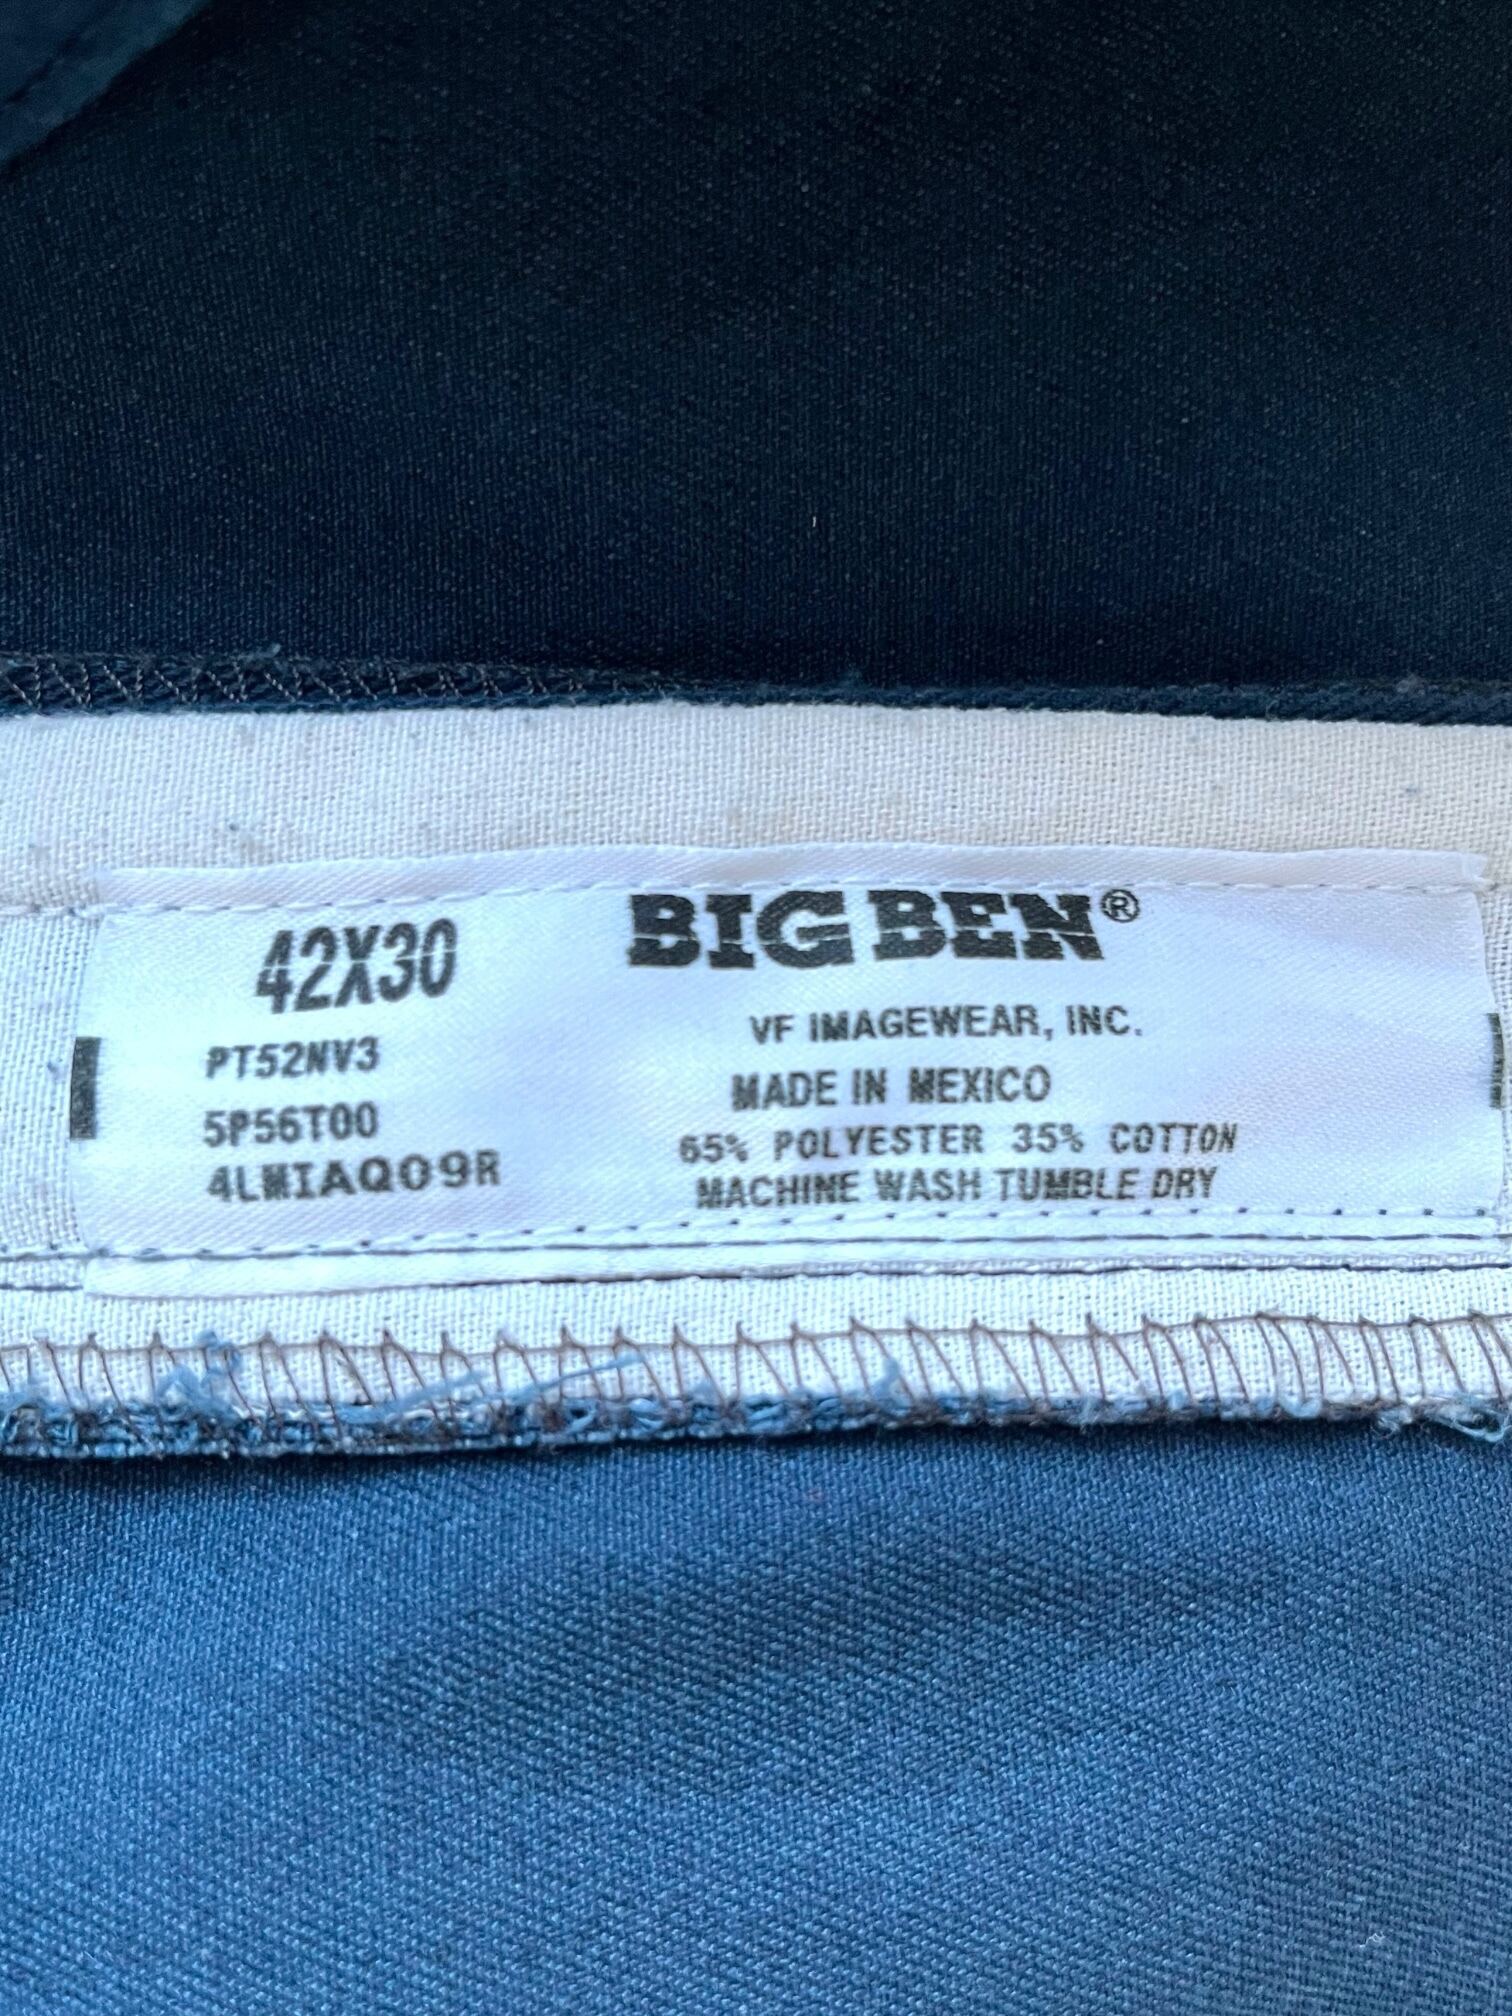 42X30
PT52NV3
5P56T00
4LMIAQ09R
BIG BEN®
VF IMAGEWEAR, INC.
MADE IN MEXICO
65% POLYESTER 35% COTTON
MACHINE WASH TUMBLE DRY